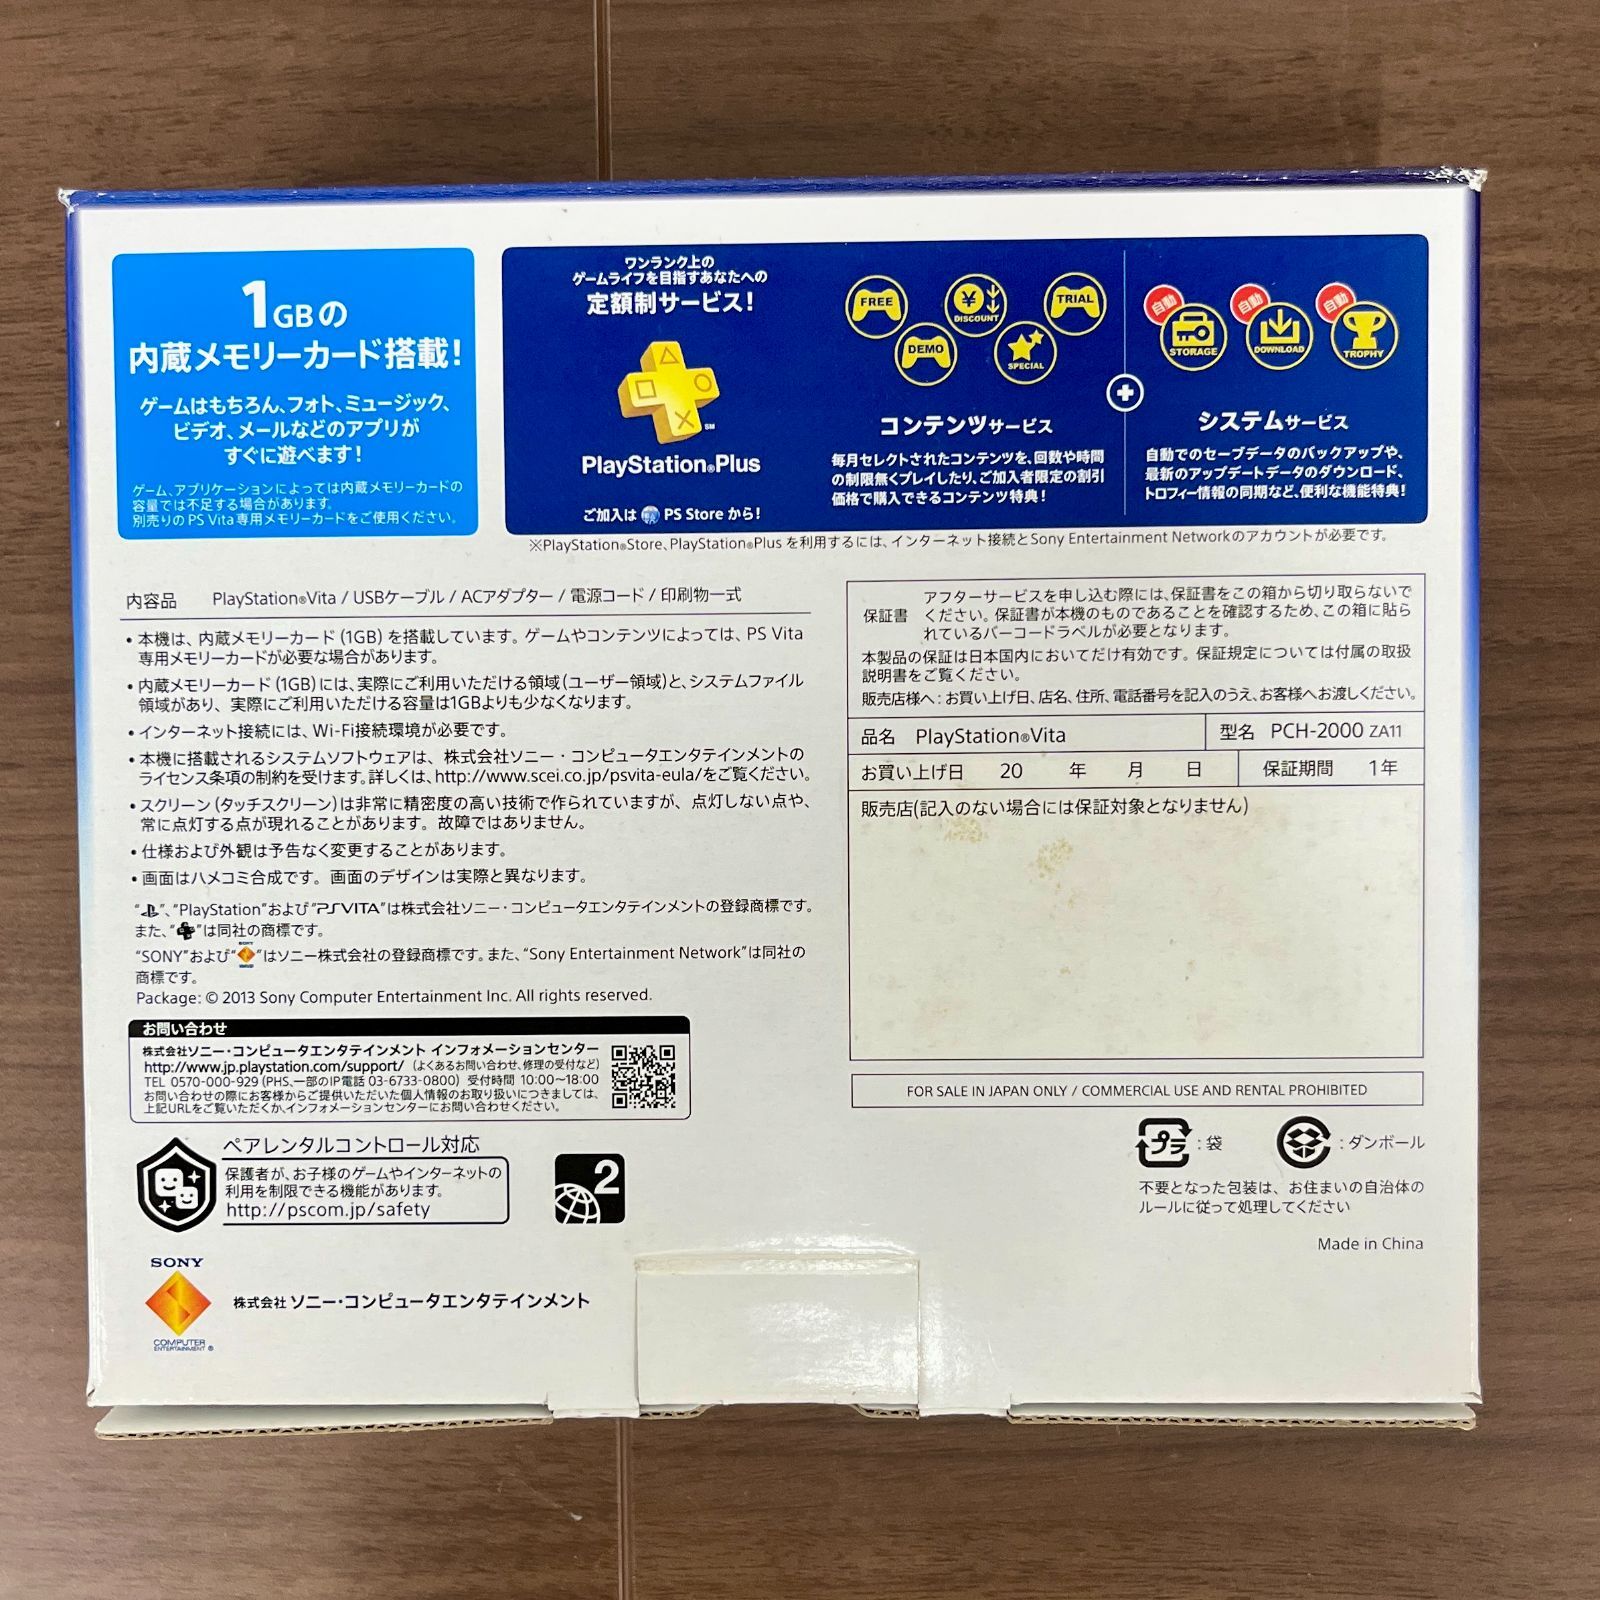 1GBの
内蔵メモリーカード搭載!
ゲームはもちろん、フォト、ミュージック、
ビデオ、メールなどのアプリが
すぐに遊べます!
ゲーム、アプリケーションによっては内蔵メモリーカードの
容量では不足する場合があります。
別売りのPS Vita専用メモリーカードをご使用ください。
ワンランク上の
ゲームライフを目指すあなたへの
定額制サービス!
PlayStation®Plus
ご加入は PS Store から!
FREE
DISCOUNT
TRIAL
DEMO
SPECIAL
コンテンツサービス
毎月セレクトされたコンテンツを、回数や時間
の制限無くプレイしたり、ご加入者限定の割引
価格で購入できるコンテンツ特典!
自動
STORAGE
自動
DOWNLOAD
自動
TROPHY
システムサービス
自動でのセーブデータのバックアップや、
最新のアップデートデータのダウンロード、
トロフィー情報の同期など、便利な機能特典!
※PlayStation®Store、PlayStation®Plus を利用するには、インターネット接続とSony Entertainment Networkのアカウントが必要です。
内容品 PlayStation®Vita / USBケーブル / ACアダプター / 電源コード / 印刷物一式
• 本機は、内蔵メモリーカード(1GB)を搭載しています。ゲームやコンテンツによっては、PS Vita
専用メモリーカードが必要な場合があります。
• 内蔵メモリーカード(1GB)には、実際にご利用いただける領域(ユーザー領域)と、システムファイル
領域があり、実際にご利用いただける容量は1GBよりも少なくなります。
• インターネット接続には、Wi-Fi接続環境が必要です。
• 本機に搭載されるシステムソフトウェアは、株式会社ソニー・コンピュータエンタテインメントの
ライセンス条項の制約を受けます。詳しくは、http://www.scei.co.jp/psvita-eula/をご覧ください。
• スクリーン(タッチスクリーン)は非常に精密度の高い技術で作られていますが、点灯しない点や、
常に点灯する点が現れることがあります。故障ではありません。
• 仕様および外観は予告なく変更することがあります。
• 画面はハメコミ合成です。画面のデザインは実際と異なります。
“ ”、“PlayStation”および“PSVITA”は株式会社ソニー・コンピュータエンタテインメントの登録商標です。
また、“ ”は同社の商標です。
“SONY”および“ ”はソニー株式会社の登録商標です。また、“Sony Entertainment Network”は同社の
商標です。
Package: © 2013 Sony Computer Entertainment Inc. All rights reserved.
お問い合わせ
株式会社ソニー・コンピュータエンタテインメント インフォメーションセンター
http://www.jp.playstation.com/support/ (よくあるお問い合わせ、修理の受付など)
TEL 0570-000-929 (PHS、一部のIP電話 03-6733-0800) 受付時間 10:00〜18:00
お問い合わせの際にお客様からご提供いただいた個人情報のお取り扱いにつきましては、
上記URLをご覧いただくか、インフォメーションセンターにお問い合わせください。
ペアレンタルコントロール対応
保護者が、お子様のゲームやインターネットの
利用を制限できる機能があります。
http://pscom.jp/safety
2
SONY
COMPUTER
ENTERTAINMENT ®
株式会社 ソニー・コンピュータエンタテインメント
保証書
アフターサービスを申し込む際には、保証書をこの箱から切り取らないで
ください。保証書が本機のものであることを確認するため、この箱に貼ら
れているバーコードラベルが必要となります。
本製品の保証は日本国内においてだけ有効です。保証規定については付属の取扱
説明書をご覧ください。
販売店様へ：お買い上げ日、店名、住所、電話番号を記入のうえ、お客様へお渡しください。
品名 PlayStation®Vita 型名 PCH-2000 ZA11
お買い上げ日 20 年 月 日 保証期間 1年
販売店(記入のない場合には保証対象となりません)
FOR SALE IN JAPAN ONLY / COMMERCIAL USE AND RENTAL PROHIBITED
プラ : 袋 : ダンボール
不要となった包装は、お住まいの自治体の
ルールに従って処理してください
Made in China